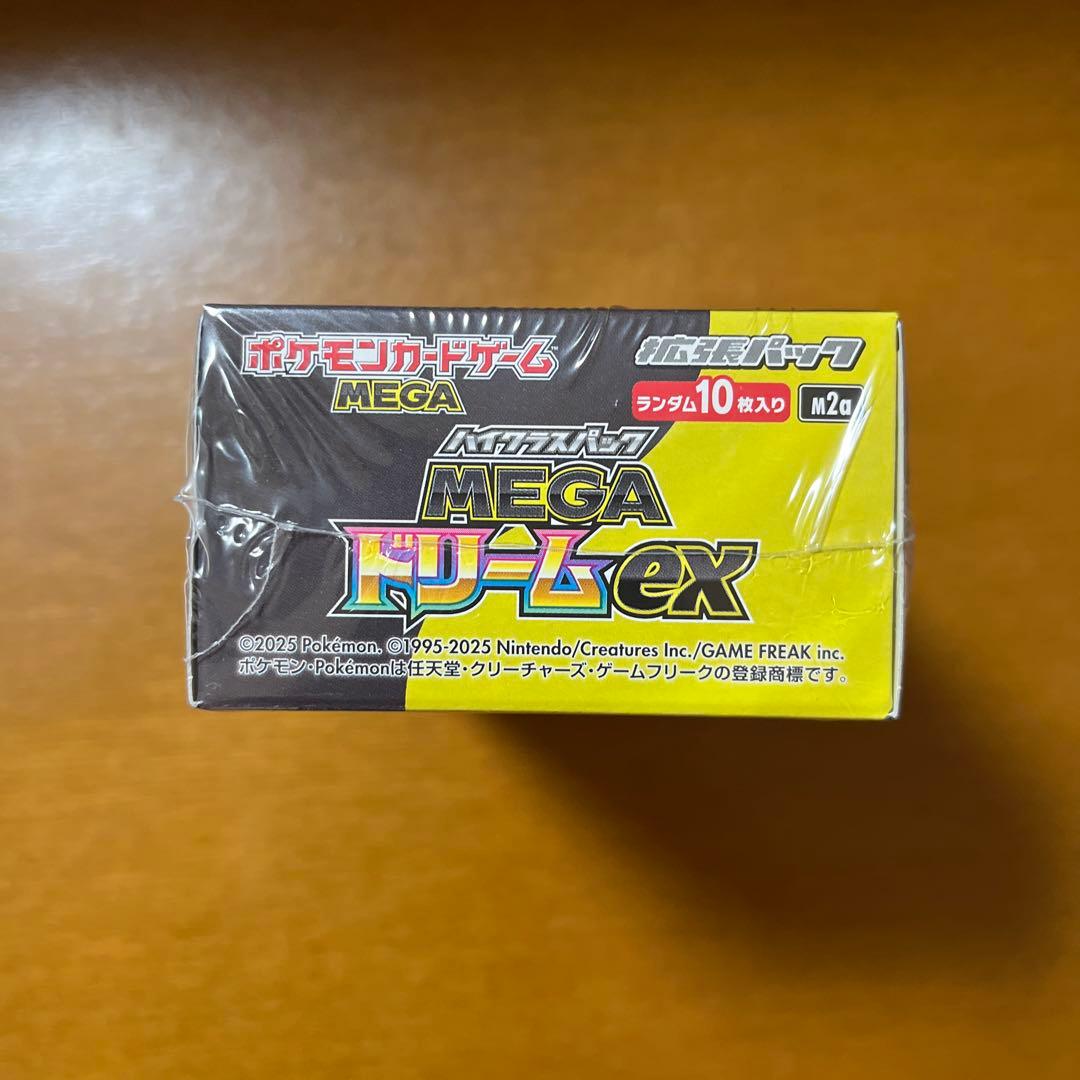 ポケモンカードゲーム™
MEGA
拡張パック
ランダム10枚入り
M2a
ハイクラスパック
MEGA
ドリームex
©2025 Pokémon. ©1995-2025 Nintendo/Creatures Inc./GAME FREAK inc.
ポケモン・Pokémonは任天堂・クリーチャーズ・ゲームフリークの登録商標です。